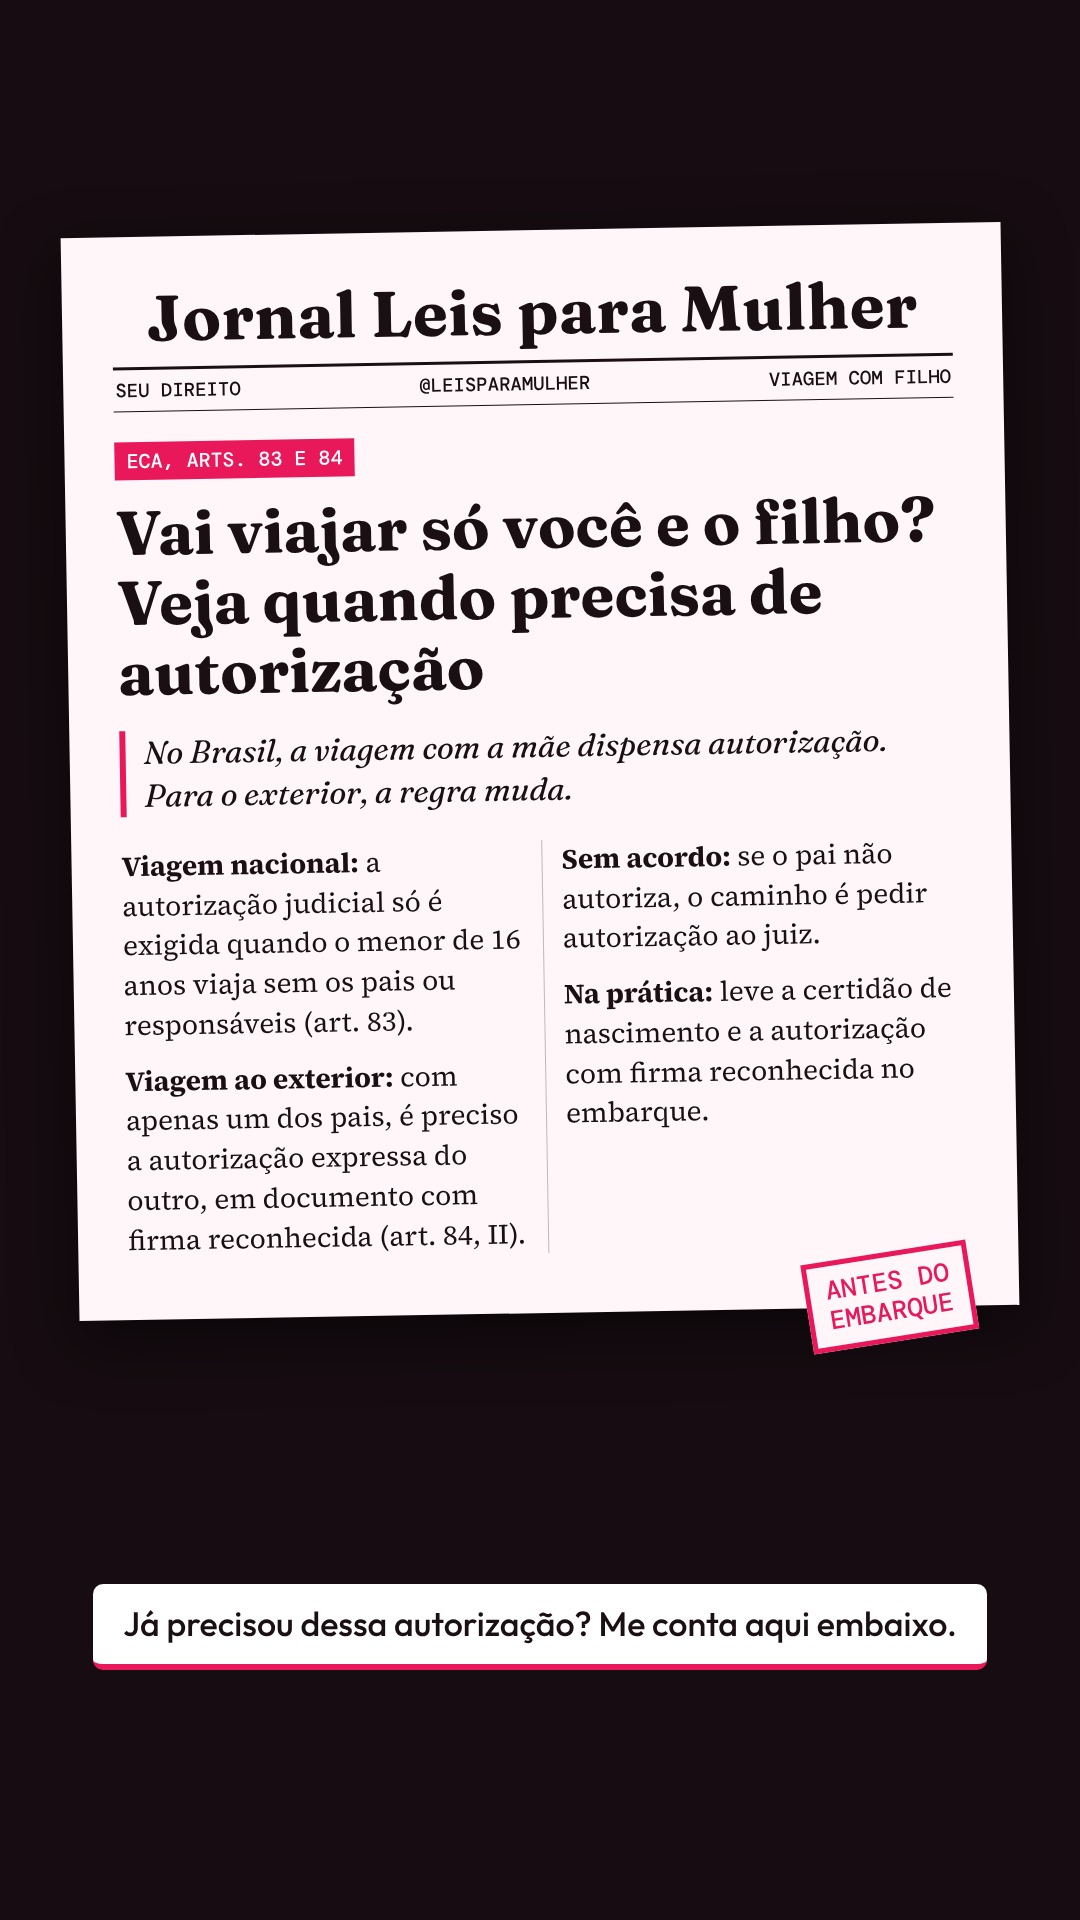 Jornal Leis para Mulher
SEU DIREITO
@LEISPARAMULHER
VIAGEM COM FILHO
ECA, ARTS. 83 E 84
Vai viajar só você e o filho?
Veja quando precisa de
autorização
No Brasil, a viagem com a mãe dispensa autorização.
Para o exterior, a regra muda.
Viagem nacional: a
autorização judicial só é
exigida quando o menor de 16
anos viaja sem os pais ou
responsáveis (art. 83).
Viagem ao exterior: com
apenas um dos pais, é preciso
a autorização expressa do
outro, em documento com
firma reconhecida (art. 84, II).
Sem acordo: se o pai não
autoriza, o caminho é pedir
autorização ao juiz.
Na prática: leve a certidão de
nascimento e a autorização
com firma reconhecida no
embarque.
ANTES DO
EMBARQUE
Já precisou dessa autorização? Me conta aqui embaixo.